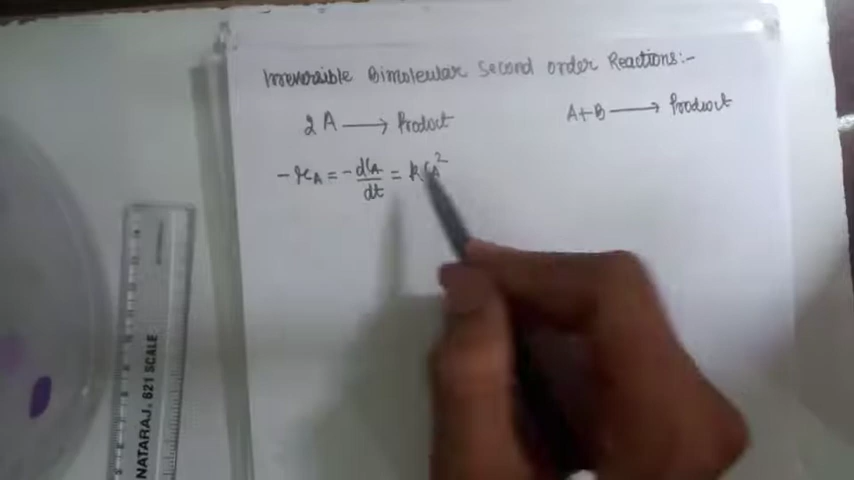 Irreversible Bimolecular Second order Reactions:-
2A ⟶ Product
A+B ⟶ Product
-rA = -dCA/dt = kCA²
NATARAJ. 621 SCALE